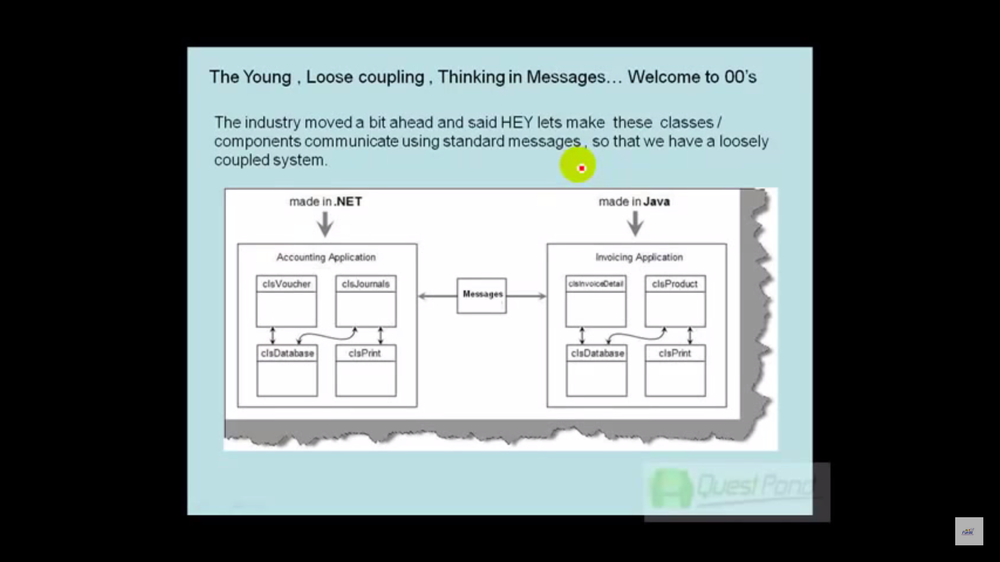 The Young , Loose coupling , Thinking in Messages... Welcome to 00's
The industry moved a bit ahead and said HEY lets make these classes /
components communicate using standard messages , so that we have a loosely
coupled system.
made in .NET
made in Java
Accounting Application
Invoicing Application
clsVoucher
clsJournals
Messages
clsInvoiceDetail
clsProduct
clsDatabase
clsPrint
clsDatabase
clsPrint
Quest Pond
net
Funda